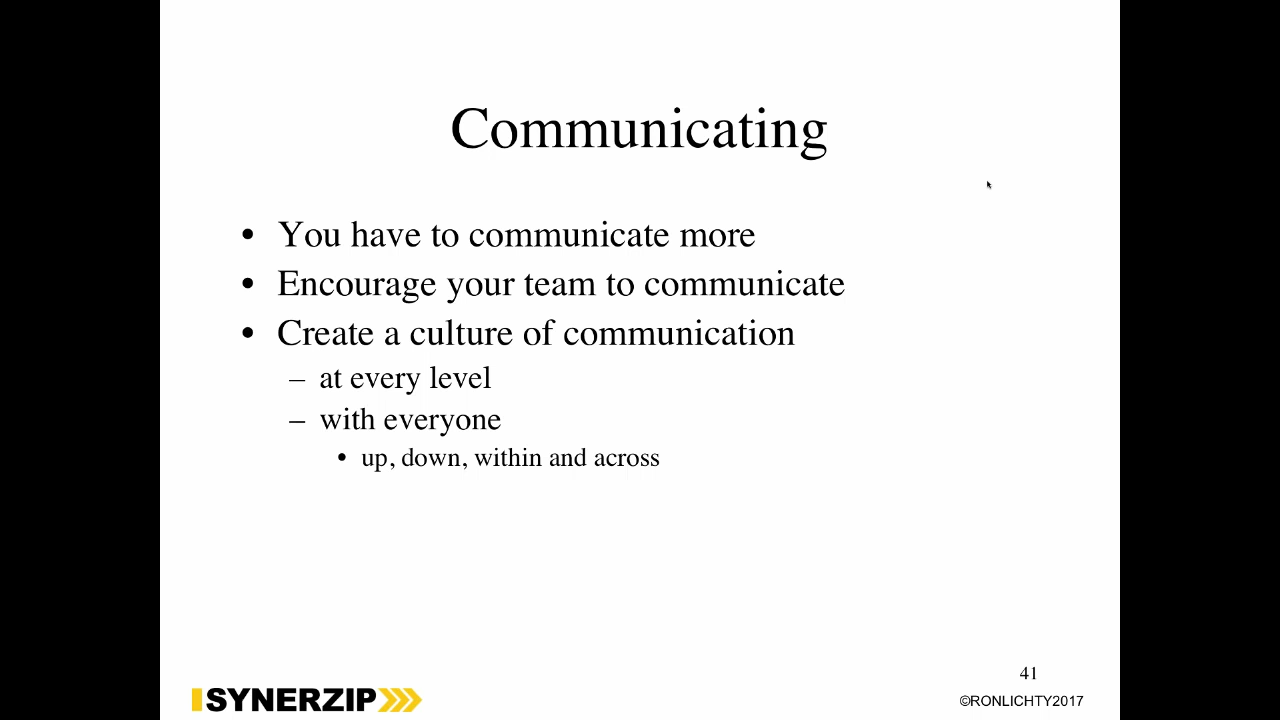 Communicating
• You have to communicate more
• Encourage your team to communicate
• Create a culture of communication
– at every level
– with everyone
• up, down, within and across
41
SYNERZIP
©RONLICHTY2017